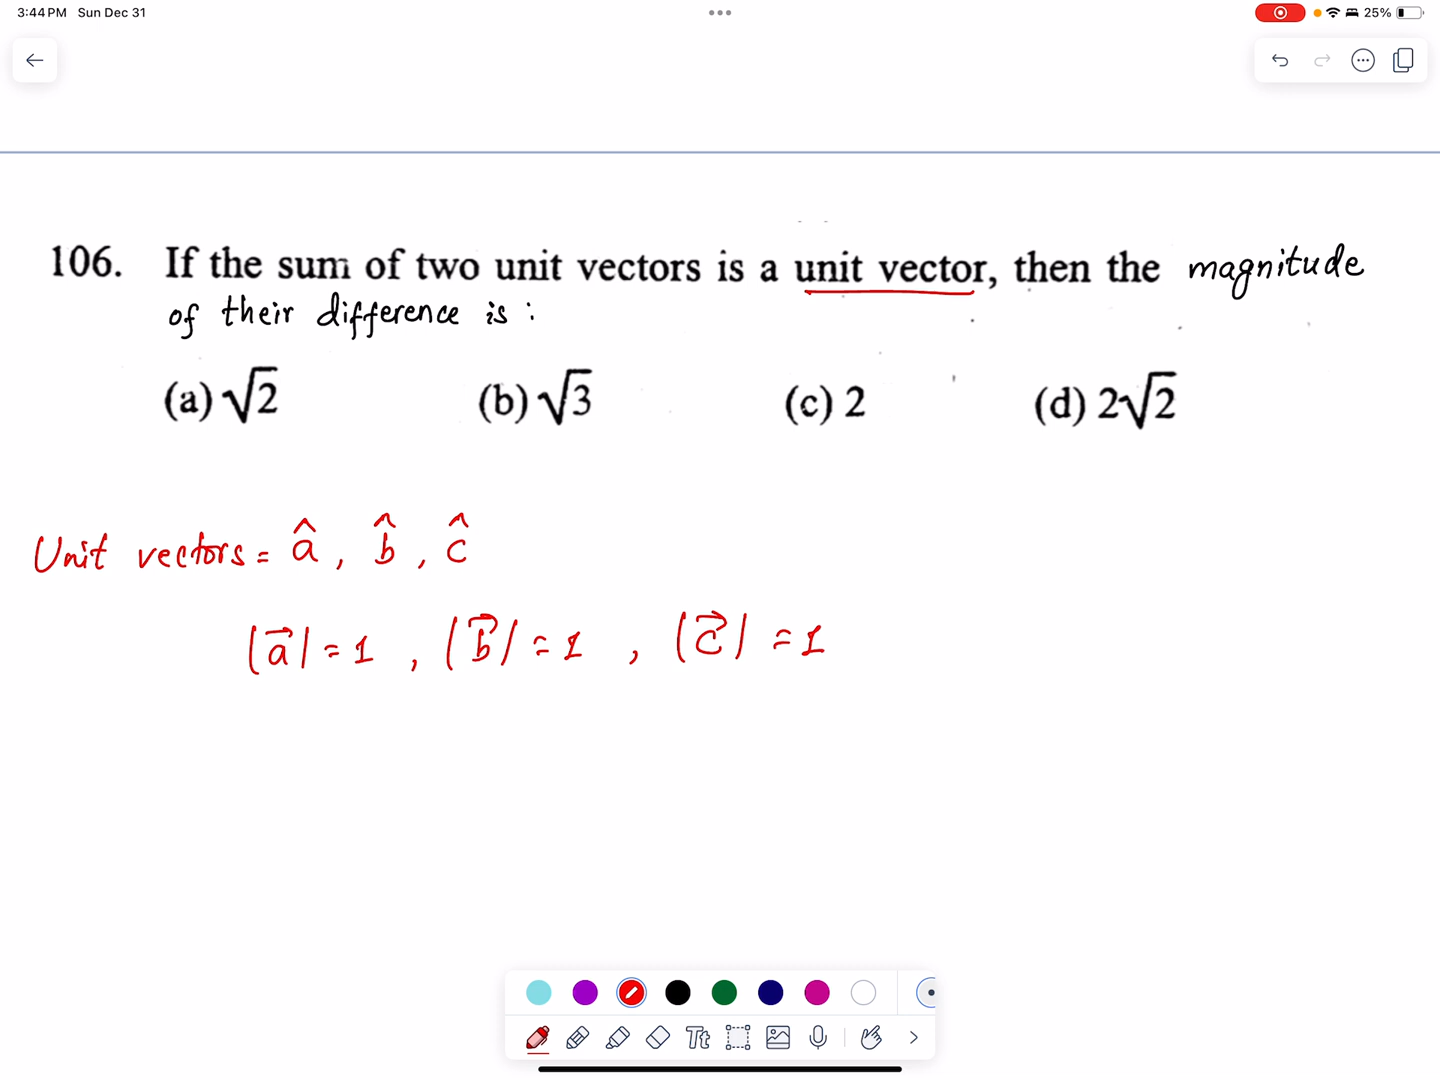 3:44 PM Sun Dec 31
25%
106. If the sum of two unit vectors is a unit vector, then the magnitude
of their difference is :
(a) √2 (b) √3 (c) 2 (d) 2√2
Unit vectors = â, b̂, ĉ
|a⃗| = 1, |b⃗| = 1, |c⃗| = 1
Tt